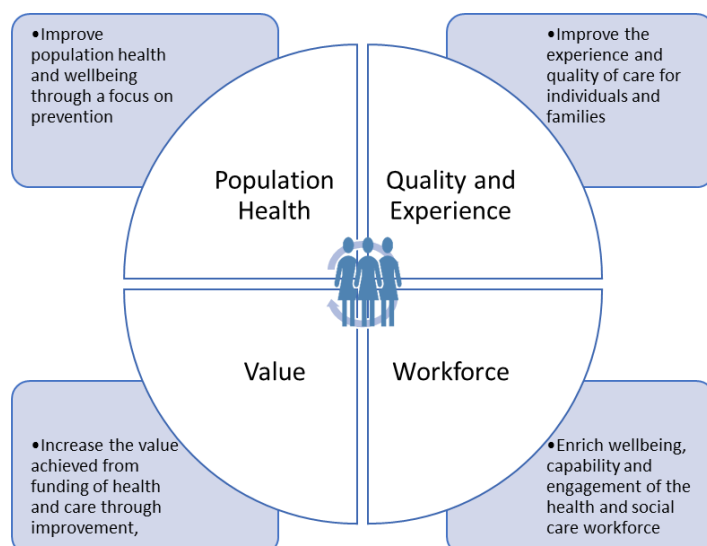 •Improve
population health
and wellbeing
through a focus on
prevention
•Improve the
experience and
quality of care for
individuals and
families
Population
Health
Quality and
Experience
Value
Workforce
•Increase the value
achieved from
funding of health
and care through
improvement,
•Enrich wellbeing,
capability and
engagement of the
health and social
care workforce